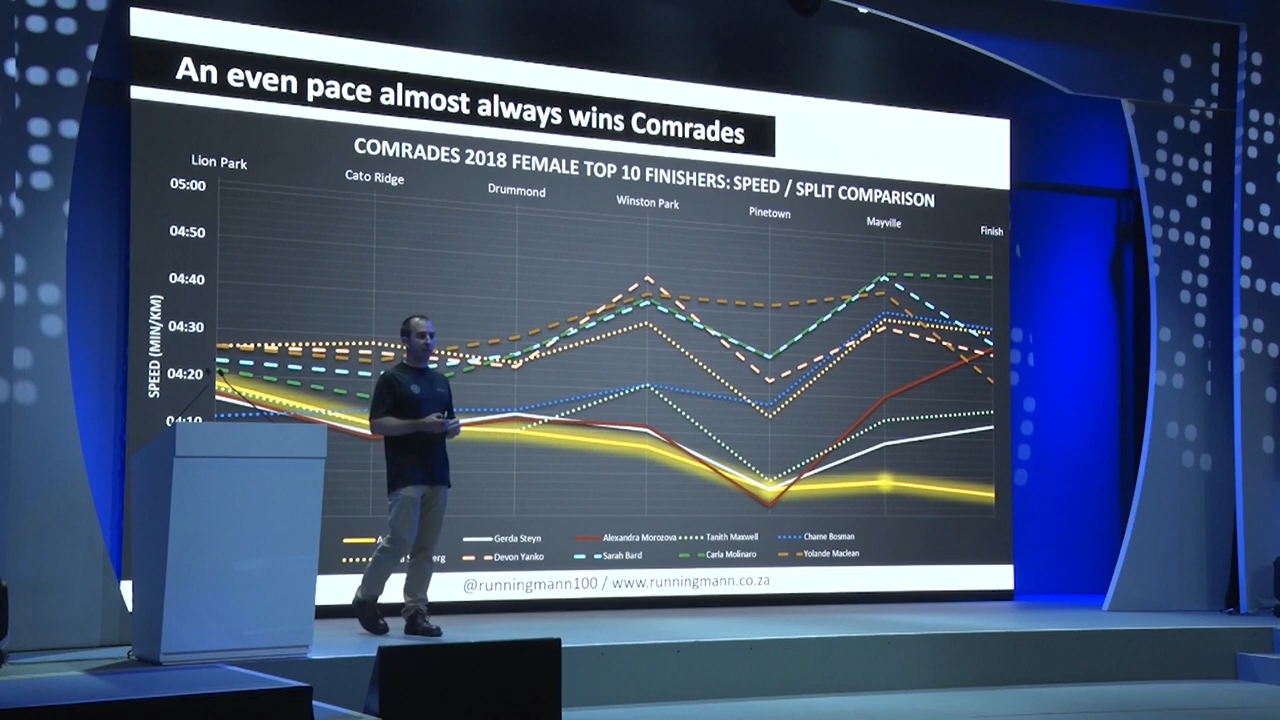 An even pace almost always wins Comrades
COMRADES 2018 FEMALE TOP 10 FINISHERS: SPEED / SPLIT COMPARISON
Lion Park
Cato Ridge
Drummond
Winston Park
Pinetown
Mayville
Finish
05:00
04:50
04:40
04:30
04:20
04:10
SPEED (MIN/KM)
Gerda Steyn
Alexandra Morozova
Tanith Maxwell
Charne Bosman
Devon Yanko
Sarah Bard
Carla Molinaro
Yolande Maclean
@runningmann100 / www.runningmann.co.za